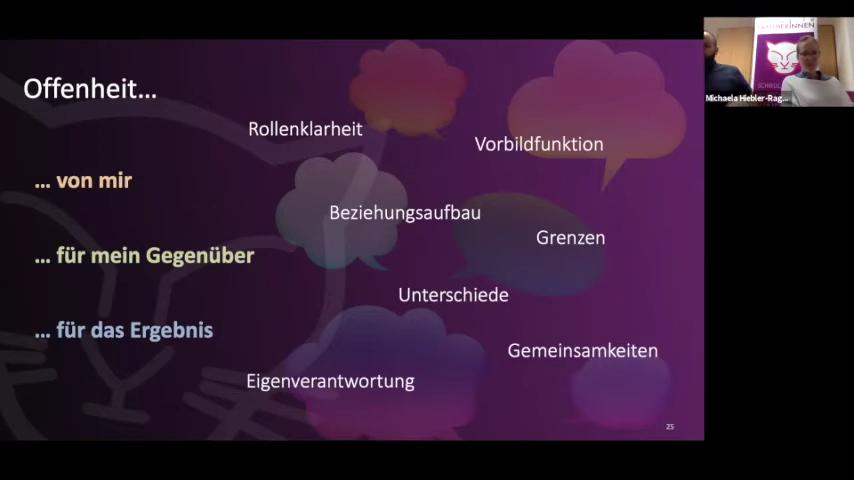 Offenheit...
Rollenklarheit
Vorbildfunktion
... von mir
Beziehungsaufbau
Grenzen
... für mein Gegenüber
Unterschiede
... für das Ergebnis
Gemeinsamkeiten
Eigenverantwortung
25
Michaela Hiebler-Rag...